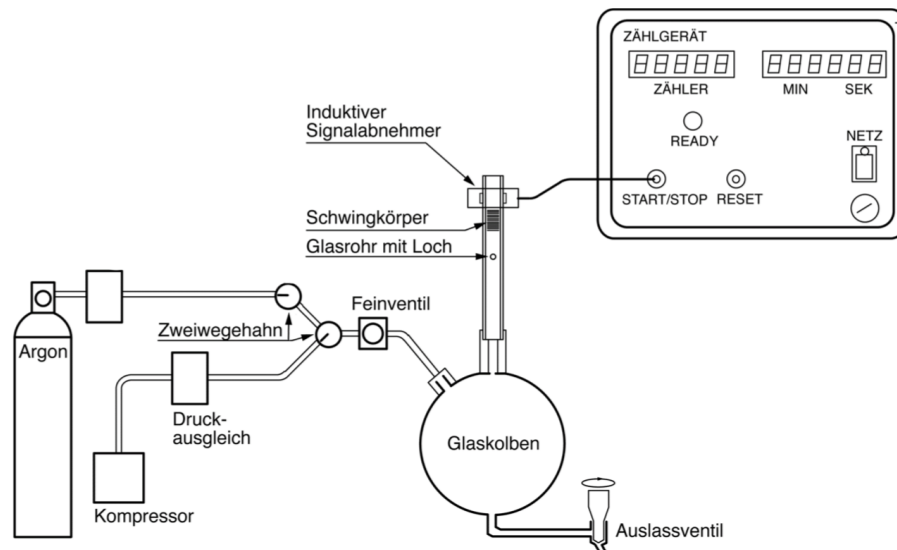 ZÄHLGERÄT
ZÄHLER
MIN SEK
READY
NETZ
START/STOP RESET
Induktiver
Signalabnehmer
Schwingkörper
Glasrohr mit Loch
Feinventil
Zweiwegehahn
Argon
Druck-
ausgleich
Glaskolben
Kompressor
Auslassventil